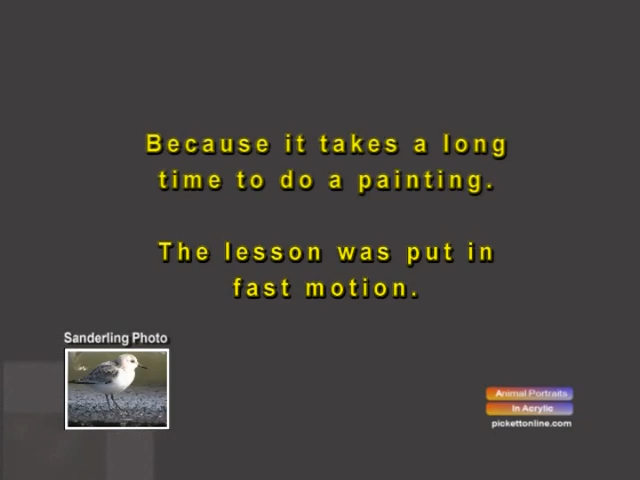 Because it takes a long
time to do a painting.
The lesson was put in
fast motion.
Sanderling Photo
Animal Portraits
In Acrylic
pickettonline.com